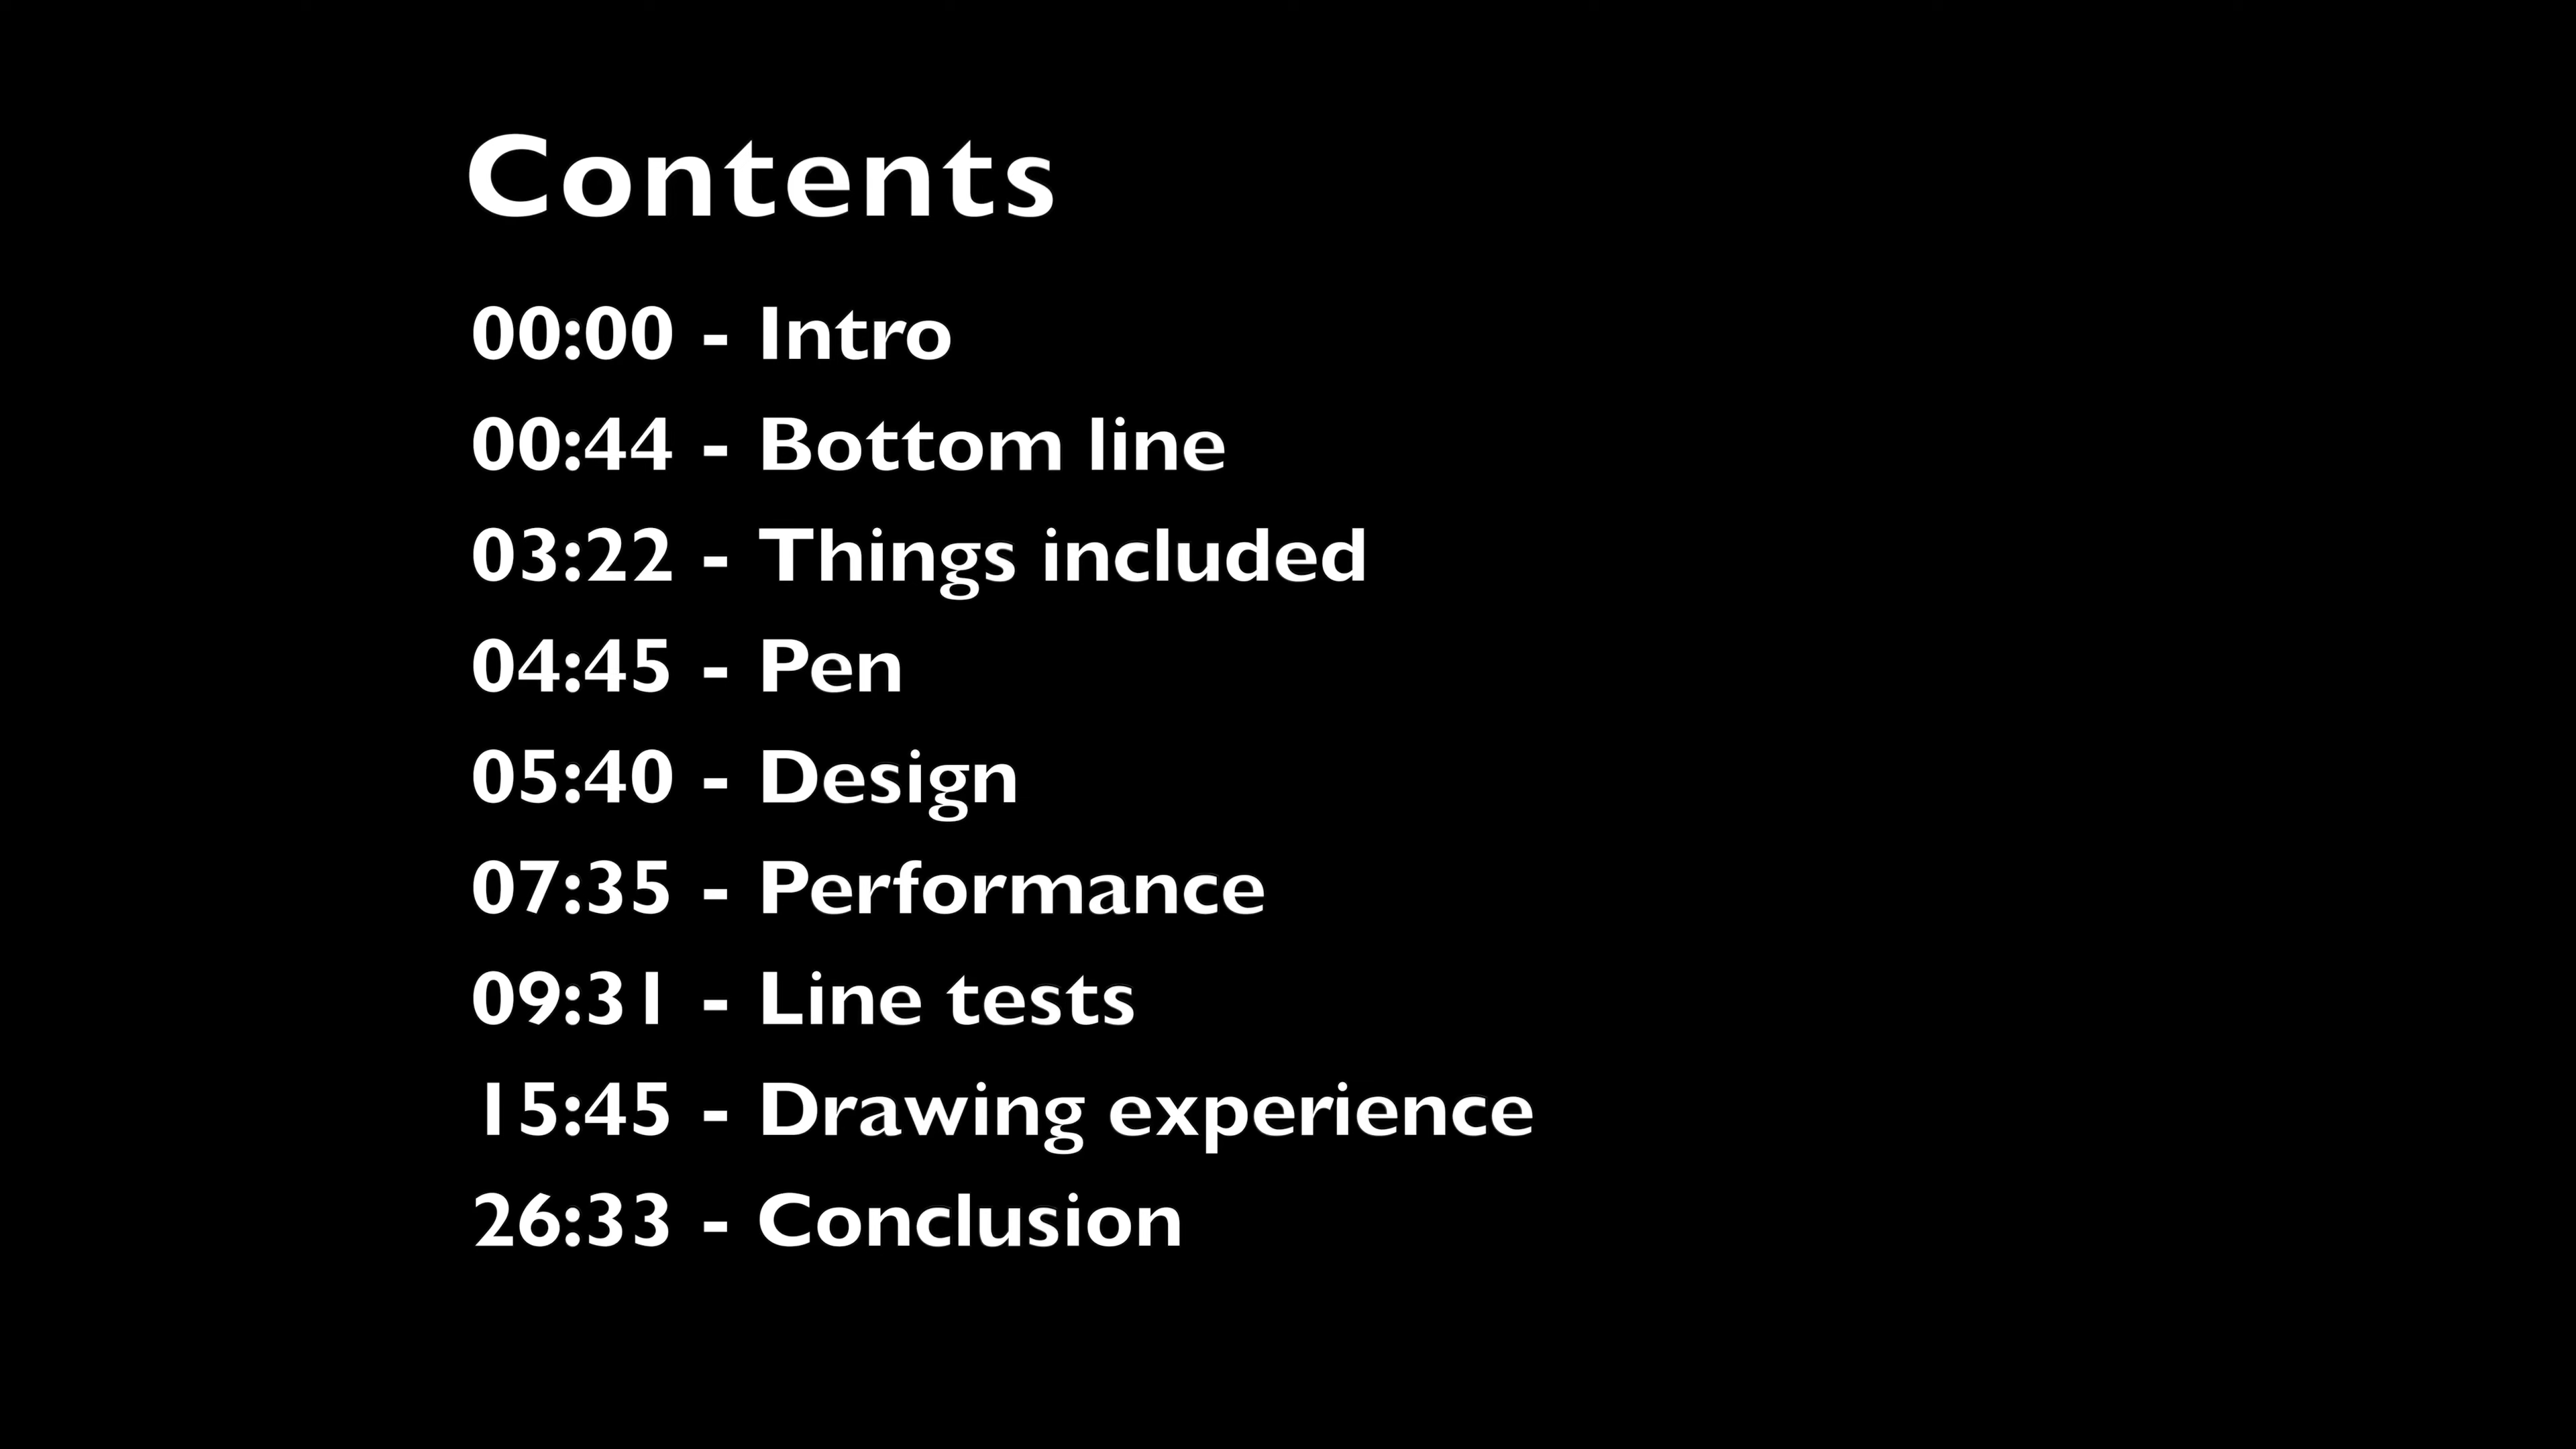 Contents
00:00 - Intro
00:44 - Bottom line
03:22 - Things included
04:45 - Pen
05:40 - Design
07:35 - Performance
09:31 - Line tests
15:45 - Drawing experience
26:33 - Conclusion